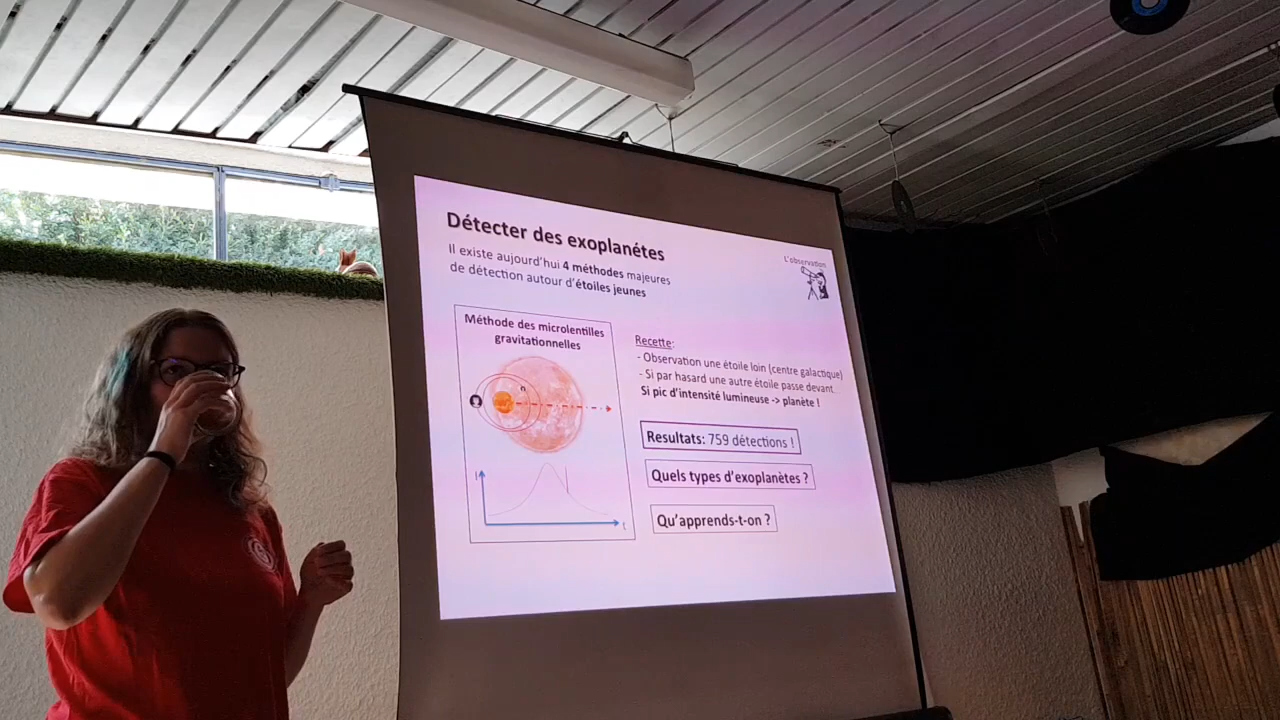 Détecter des exoplanétes
Il existe aujourd'hui 4 méthodes majeures
de détection autour d'étoiles jeunes
L'observation
Méthode des microlentilles
gravitationnelles
I
t
Recette:
- Observation une étoile loin (centre galactique)
- Si par hasard une autre étoile passe devant.
Si pic d'intensité lumineuse -> planète !
Resultats: 759 détections !
Quels types d'exoplanètes ?
Qu'apprends-t-on ?